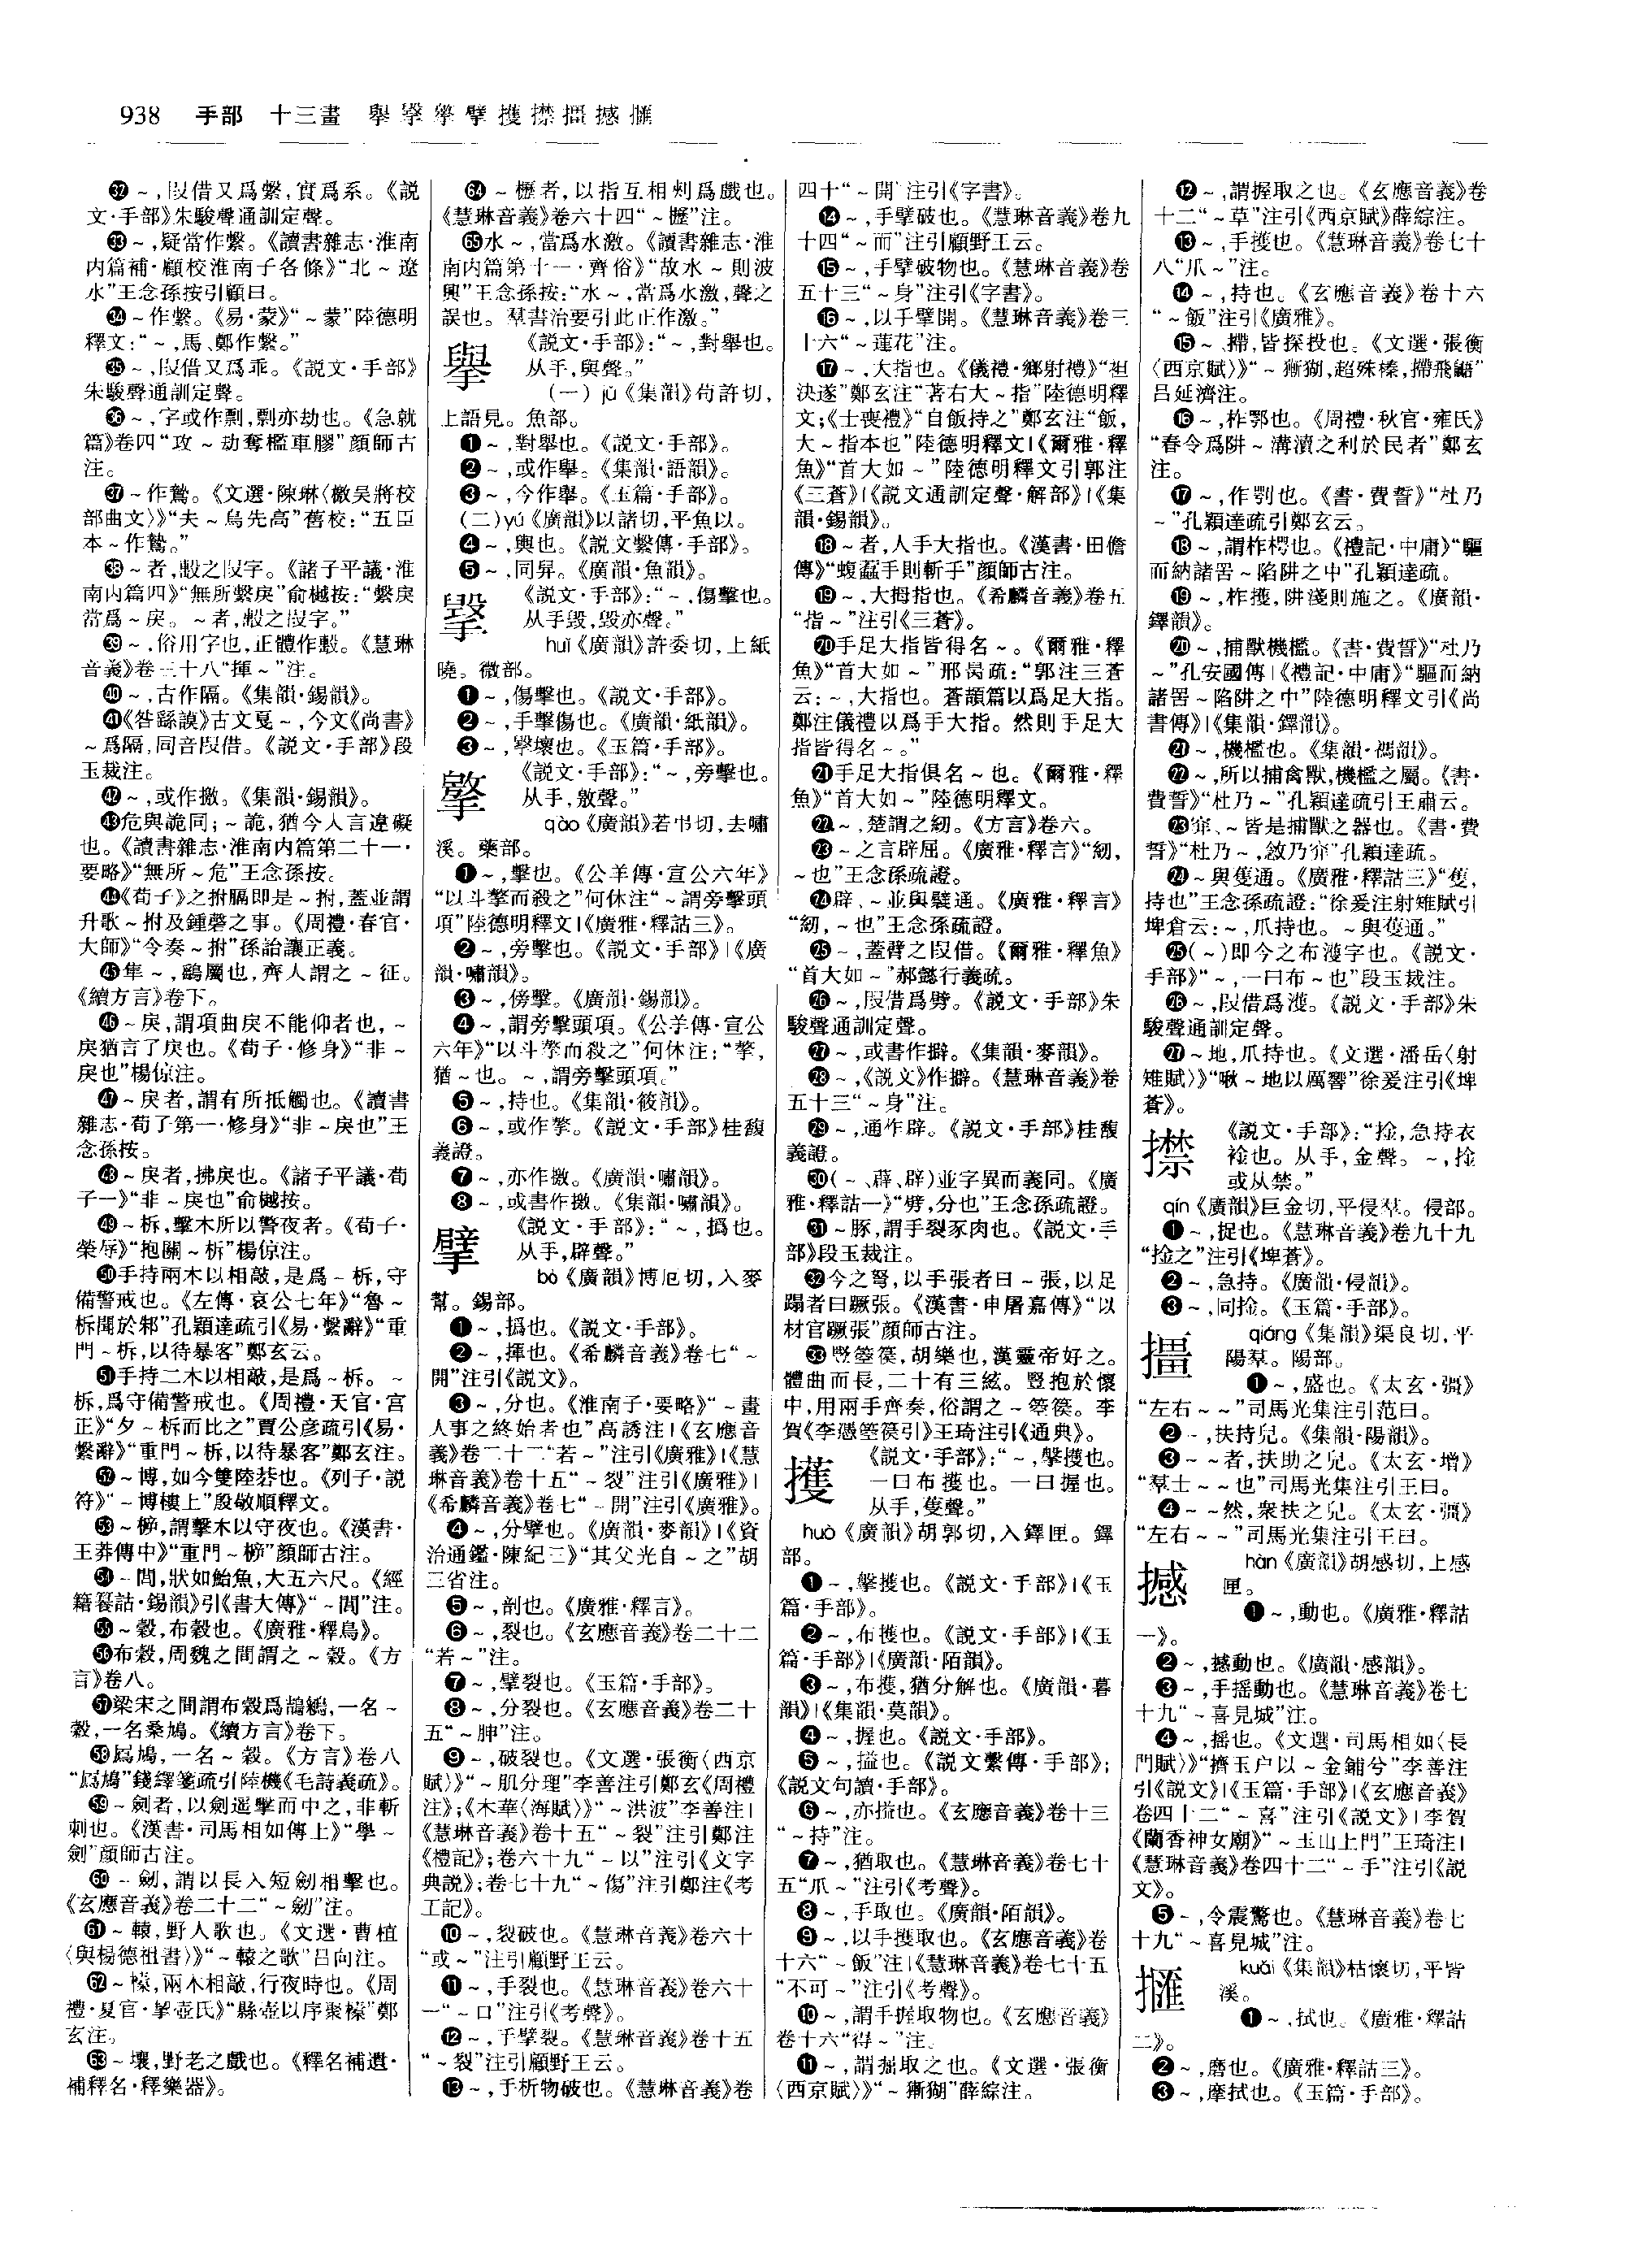 938 手部 十三畫 擧擊擎擘擭㩒擃撼擓
㉜～,叚借又爲繫,實爲系。《説
文·手部》朱駿聲通訓定聲。
㉝～,疑當作繫。《讀書雜志·淮南
内篇補·顧校淮南子各條》“北～遼
水”王念孫按引顧曰。
㉞～作繫。《易·蒙》“～蒙”陸德明
釋文:“～,馬、鄭作繫。”
㉟～,叚借又爲乖。《説文·手部》
朱駿聲通訓定聲。
㊱～,字或作剽,剽亦劫也。《急就
篇》卷四“攻～劫奪檻車膠”顔師古
注。
㊲～作鷙。《文選·陳琳〈檄吴將校
部曲文〉》“夫～鳥先高”舊校:“五臣
本～作鷙。”
㊳～者,毄之叚字。《諸子平議·淮
南内篇四》“無所繫戾”俞樾按:“繫戾
當爲～戾。～者,毄之叚字。”
㊴～,俗用字也,正體作毄。《慧琳
音義》卷三十八“揮～”注。
㊵～,古作隔。《集韻·錫韻》。
㊶《咎繇謨》古文戛～,今文《尚書》
～爲隔,同音叚借。《説文·手部》段
玉裁注。
㊷～,或作撽。《集韻·錫韻》。
㊸危與詭同;～詭,猶今人言違礙
也。《讀書雜志·淮南内篇第二十一·
要略》“無所～危”王念孫按。
㊹《荀子》之拊膈即是～拊,蓋並謂
升歌～拊及鍾磬之事。《周禮·春官·
大師》“令奏～拊”孫詒讓正義。
㊺隼～,鷂屬也,齊人謂之～征。
《續方言》卷下。
㊻～戾,謂項曲戾不能仰者也,～
戾猶言了戾也。《荀子·修身》“非～
戾也”楊倞注。
㊼～戾者,謂有所抵觸也。《讀書
雜志·荀子第一·修身》“非～戾也”王
念孫按。
㊽～戾者,拂戾也。《諸子平議·荀
子一》“非～戾也”俞樾按。
㊾～柝,擊木所以警夜者。《荀子·
榮辱》“抱關～柝”楊倞注。
㊿手持兩木以相敲,是爲～柝,守
備警戒也。《左傳·哀公七年》“魯～
柝聞於邾”孔穎達疏引《易·繫辭》“重
門～柝,以待暴客”鄭玄云。
51手持二木以相敲,是爲～柝。～
柝,爲守備警戒也。《周禮·天官·宫
正》“夕～柝而比之”賈公彦疏引《易·
繫辭》“重門～柝,以待暴客”鄭玄注。
52～博,如今雙陸碁也。《列子·説
符》“～博樓上”殷敬順釋文。
53～㯓,謂擊木以守夜也。《漢書·
王莽傳中》“重門～㯓”顔師古注。
54～閭,狀如鮐魚,大五六尺。《經
籍籑詁·錫韻》引《書大傳》“～閭”注。
55～穀,布穀也。《廣雅·釋鳥》。
56布穀,周魏之間謂之～穀。《方
言》卷八。
57梁宋之間謂布穀爲鴶鵴,一名～
穀,一名桑鳩。《續方言》卷下。
58鳲鳩,一名～穀。《方言》卷八
“鳲鳩”錢繹箋疏引陸機《毛詩義疏》。
59～劍者,以劍遥擊而中之,非斬
刺也。《漢書·司馬相如傳上》“學～
劍”顔師古注。
60～劍,謂以長入短劍相擊也。
《玄應音義》卷二十二“～劍”注。
61～轅,野人歌也。《文選·曹植
〈與楊德祖書〉》“～轅之歌”吕向注。
62～㯓,兩木相敲,行夜時也。《周
禮·夏官·挈壺氏》“縣壺以序聚㯓”鄭
玄注。
63～壤,野老之戲也。《釋名補遺·
補釋名·釋樂器》。
64～㯕者,以指互相刾爲戲也。
《慧琳音義》卷六十四“～㯕”注。
65水～,當爲水激。《讀書雜志·淮
南内篇第十一·齊俗》“故水～則波
興”王念孫按:“水～,當爲水激,聲之
誤也。羣書治要引此正作激。”
擧 《説文·手部》:“～,對舉也。
从手,與聲。”
(一) jǔ《集韻》苟許切,
上語見。魚部。
❶～,對舉也。《説文·手部》。
❷～,或作舉。《集韻·語韻》。
❸～,今作舉。《玉篇·手部》。
(二)yú《廣韻》以諸切,平魚以。
❹～,輿也。《説文繫傳·手部》。
❺～,同舁。《廣韻·魚韻》。
㩓 《説文·手部》:“～,傷擊也。
从手毁,毁亦聲。”
huǐ《廣韻》許委切,上紙
曉。微部。
❶～,傷擊也。《説文·手部》。
❷～,手擊傷也。《廣韻·紙韻》。
❸～,擊壞也。《玉篇·手部》。
㩐 《説文·手部》:“～,旁擊也。
从手,敫聲。”
qào《廣韻》苦弔切,去嘯
溪。藥部。
❶～,擊也。《公羊傳·宣公六年》
“以斗摮而殺之”何休注“～謂旁擊頭
項”陸德明釋文|《廣雅·釋詁三》。
❷～,旁擊也。《説文·手部》|《廣
韻·嘯韻》。
❸～,傍擊。《廣韻·錫韻》。
❹～,謂旁擊頭項。《公羊傳·宣公
六年》“以斗摮而殺之”何休注:“摮,
猶～也。～,謂旁擊頭項。”
❺～,持也。《集韻·筱韻》。
❻～,或作摮。《説文·手部》桂馥
義證。
❼～,亦作撽。《廣韻·嘯韻》。
❽～,或書作撽。《集韻·嘯韻》。
擘 《説文·手部》:“～,撝也。
从手,辟聲。”
bò《廣韻》博厄切,入麥
幫。錫部。
❶～,撝也。《説文·手部》。
❷～,揮也。《希麟音義》卷七“～
開”注引《説文》。
❸～,分也。《淮南子·要略》“～畫
人事之終始者也”高誘注|《玄應音
義》卷二十二“若～”注引《廣雅》|《慧
琳音義》卷十五“～裂”注引《廣雅》|
《希麟音義》卷七“～開”注引《廣雅》。
❹～,分擘也。《廣韻·麥韻》|《資
治通鑑·陳紀三》“其父光自～之”胡
三省注。
❺～,剖也。《廣雅·釋言》。
❻～,裂也。《玄應音義》卷二十二
“若～”注。
❼～,擘裂也。《玉篇·手部》。
❽～,分裂也。《玄應音義》卷二十
五“～肿”注。
❾～,破裂也。《文選·張衡〈西京
賦〉》“～肌分理”李善注引鄭玄《周禮
注》;《木華〈海賦〉》“～洪波”李善注|
《慧琳音義》卷十五“～裂”注引鄭注
《禮記》;卷六十九“～以”注引《文字
典説》;卷七十九“～傷”注引鄭注《考
工記》。
❿～,裂破也。《慧琳音義》卷六十
“或～”注引顧野王云。
⓫～,手裂也。《慧琳音義》卷六十
一“～口”注引《考聲》。
⓬～,手擘裂。《慧琳音義》卷十五
“～裂”注引顧野王云。
⓭～,手析物破也。《慧琳音義》卷
四十“～開”注引《字書》。
⓮～,手擘破也。《慧琳音義》卷九
十四“～而”注引顧野王云。
⓯～,手擘破物也。《慧琳音義》卷
五十三“～身”注引《字書》。
⓰～,以手擘開。《慧琳音義》卷三
十六“～蓮花”注。
⓱～,大指也。《儀禮·鄉射禮》“袒
決遂”鄭玄注“著右大～指”陸德明釋
文;《士喪禮》“自飯持之”鄭玄注“飯,
大～指本也”陸德明釋文|《爾雅·釋
魚》“首大如～”陸德明釋文引郭注
《三蒼》|《説文通訓定聲·解部》|《集
韻·錫韻》。
⓲～者,人手大指也。《漢書·田儋
傳》“蝮蠚手則斬手”顔師古注。
⓳～,大拇指也。《希麟音義》卷五
“指～”注引《三蒼》。
⓴手足大指皆得名～。《爾雅·釋
魚》“首大如～”邢昺疏:“郭注三蒼
云:～,大指也。蒼頡篇以爲足大指。
鄭注儀禮以爲手大指。然則手足大
指皆得名～。”
㉑手足大指俱名～也。《爾雅·釋
魚》“首大如～”陸德明釋文。
㉒～,楚謂之紉。《方言》卷六。
㉓～之言辟屈。《廣雅·釋言》“紉,
～也”王念孫疏證。
㉔辟、～並與襞通。《廣雅·釋言》
“紉,～也”王念孫疏證。
㉕～,蓋臂之叚借。《爾雅·釋魚》
“首大如～”郝懿行義疏。
㉖～,叚借爲劈。《説文·手部》朱
駿聲通訓定聲。
㉗～,或書作擗。《集韻·麥韻》。
㉘～,《説文》作擗。《慧琳音義》卷
五十三“～身”注。
㉙～,通作辟。《説文·手部》桂馥
義證。
㉚(～、薜、辟)並字異而義同。《廣
雅·釋詁一》“劈,分也”王念孫疏證。
㉛～豚,謂手裂豕肉也。《説文·手
部》段玉裁注。
㉜今之弩,以手張者曰～張,以足
蹋者曰蹶張。《漢書·申屠嘉傳》“以
材官蹶張”顔師古注。
㉝豎箜篌,胡樂也,漢靈帝好之。
體曲而長,二十有三絃。豎抱於懷
中,用兩手齊奏,俗謂之～箜篌。李
賀《李憑箜篌引》王琦注引《通典》。
擭 《説文·手部》:“～,擊擭也。
一曰布擭也。一曰握也。
从手,蒦聲。”
huò《廣韻》胡郭切,入鐸匣。鐸
部。
❶～,擊擭也。《説文·手部》|《玉
篇·手部》。
❷～,布擭也。《説文·手部》|《玉
篇·手部》|《廣韻·陌韻》。
❸～,布擭,猶分解也。《廣韻·暮
韻》|《集韻·莫韻》。
❹～,握也。《説文·手部》。
❺～,搤也。《説文繫傳·手部》;
《説文句讀·手部》。
❻～,亦㨯也。《玄應音義》卷十三
“～持”注。
❼～,猶取也。《慧琳音義》卷七十
五“爪～”注引《考聲》。
❽～,手取也。《廣韻·陌韻》。
❾～,以手擭取也。《玄應音義》卷
十六“～飯”注|《慧琳音義》卷七十五
“不可～”注引《考聲》。
❿～,謂手握取物也。《玄應音義》
卷十六“得～”注。
⓫～,謂掘取之也。《文選·張衡
〈西京賦〉》“～獑猢”薛綜注。
⓬～,謂握取之也。《玄應音義》卷
十二“～草”注引《西京賦》薛綜注。
⓭～,手擭也。《慧琳音義》卷七十
八“爪～”注。
⓮～,持也。《玄應音義》卷十六
“～飯”注引《廣雅》。
⓯～、㩅,皆探投也。《文選·張衡
〈西京賦〉》“～獑猢,超殊榛,㩅飛鼯”
吕延濟注。
⓰～,柞鄂也。《周禮·秋官·雍氏》
“春令爲阱～溝瀆之利於民者”鄭玄
注。
⓱～,作㓵也。《書·費誓》“杜乃
～”孔穎達疏引鄭玄云。
⓲～,謂柞㮙也。《禮記·中庸》“驅
而納諸罟～陷阱之中”孔穎達疏。
⓳～,柞擭,阱淺則施之。《廣韻·
鐸韻》。
⓴～,捕獸機檻。《書·費誓》“杜乃
～”孔安國傳|《禮記·中庸》“驅而納
諸罟～陷阱之中”陸德明釋文引《尚
書傳》|《集韻·鐸韻》。
㉑～,機檻也。《集韻·禡韻》。
㉒～,所以捕禽獸,機檻之屬。《書·
費誓》“杜乃～”孔穎達疏引王肅云。
㉓穽、～皆是捕獸之器也。《書·費
誓》“杜乃～,敜乃穽”孔穎達疏。
㉔～與蒦通。《廣雅·釋詁三》“蒦,
持也”王念孫疏證:“徐爰注射雉賦引
埤倉云:～,爪持也。～與蒦通。”
㉕(～)即今之布濩字也。《説文·
手部》“～,一曰布～也”段玉裁注。
㉖～,叚借爲濩。《説文·手部》朱
駿聲通訓定聲。
㉗～地,爪持也。《文選·潘岳〈射
雉賦〉》“啾～地以厲響”徐爰注引《埤
蒼》。
㩒 《説文·手部》:“捦,急持衣
䘳也。从手,金聲。～,捦
或从禁。”
qín《廣韻》巨金切,平侵羣。侵部。
❶～,捉也。《慧琳音義》卷九十九
“捦之”注引《埤蒼》。
❷～,急持。《廣韻·侵韻》。
❸～,同捦。《玉篇·手部》。
㩖 qiáng《集韻》渠良切,平
陽羣。陽部。
❶～,盛也。《太玄·彊》
“左右～～”司馬光集注引范曰。
❷～,扶持皃。《集韻·陽韻》。
❸～～者,扶助之皃。《太玄·增》
“羣士～～也”司馬光集注引王曰。
❹～～然,衆扶之皃。《太玄·彊》
“左右～～”司馬光集注引王曰。
撼 hàn《廣韻》胡感切,上感
匣。
❶～,動也。《廣雅·釋詁
一》。
❷～,撼動也。《廣韻·感韻》。
❸～,手摇動也。《慧琳音義》卷七
十九“～喜見城”注。
❹～,摇也。《文選·司馬相如〈長
門賦〉》“擠玉户以～金鋪兮”李善注
引《説文》|《玉篇·手部》|《玄應音義》
卷四十二“～喜”注引《説文》|李賀
《蘭香神女廟》“～玉山上門”王琦注|
《慧琳音義》卷四十二“～手”注引《説
文》。
❺～,令震驚也。《慧琳音義》卷七
十九“～喜見城”注。
擓 kuāi《集韻》枯懷切,平皆
溪。
❶～,拭也。《廣雅·釋詁
二》。
❷～,磨也。《廣雅·釋詁三》。
❸～,摩拭也。《玉篇·手部》。